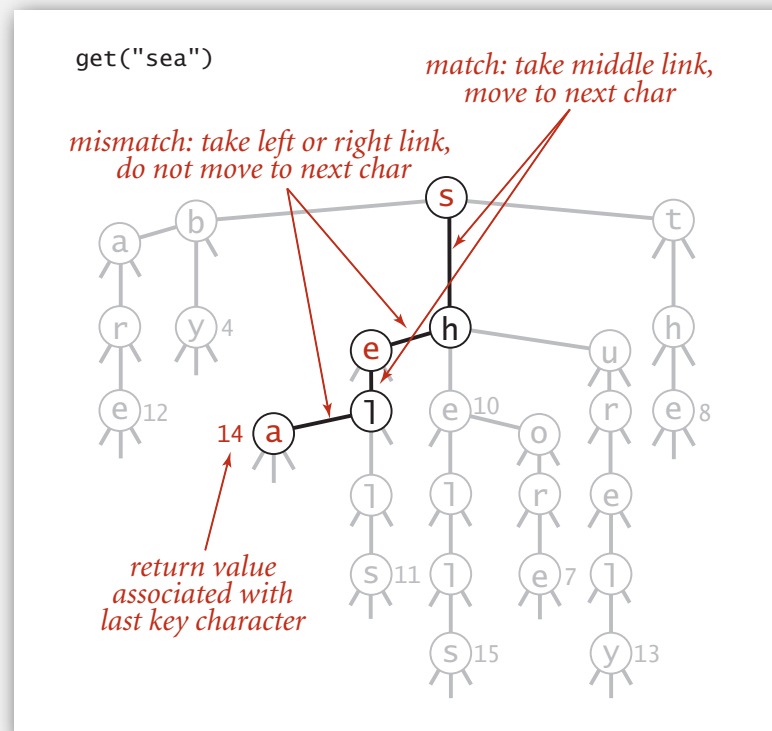 get("sea")
match: take middle link,
move to next char
mismatch: take left or right link,
do not move to next char
s
b
t
a
r
y 4
h
h
e
u
e 12
14 a
l
e 10
o
r
e 8
l
l
r
e
s 11
l
e 7
l
s 15
y 13
return value
associated with
last key character